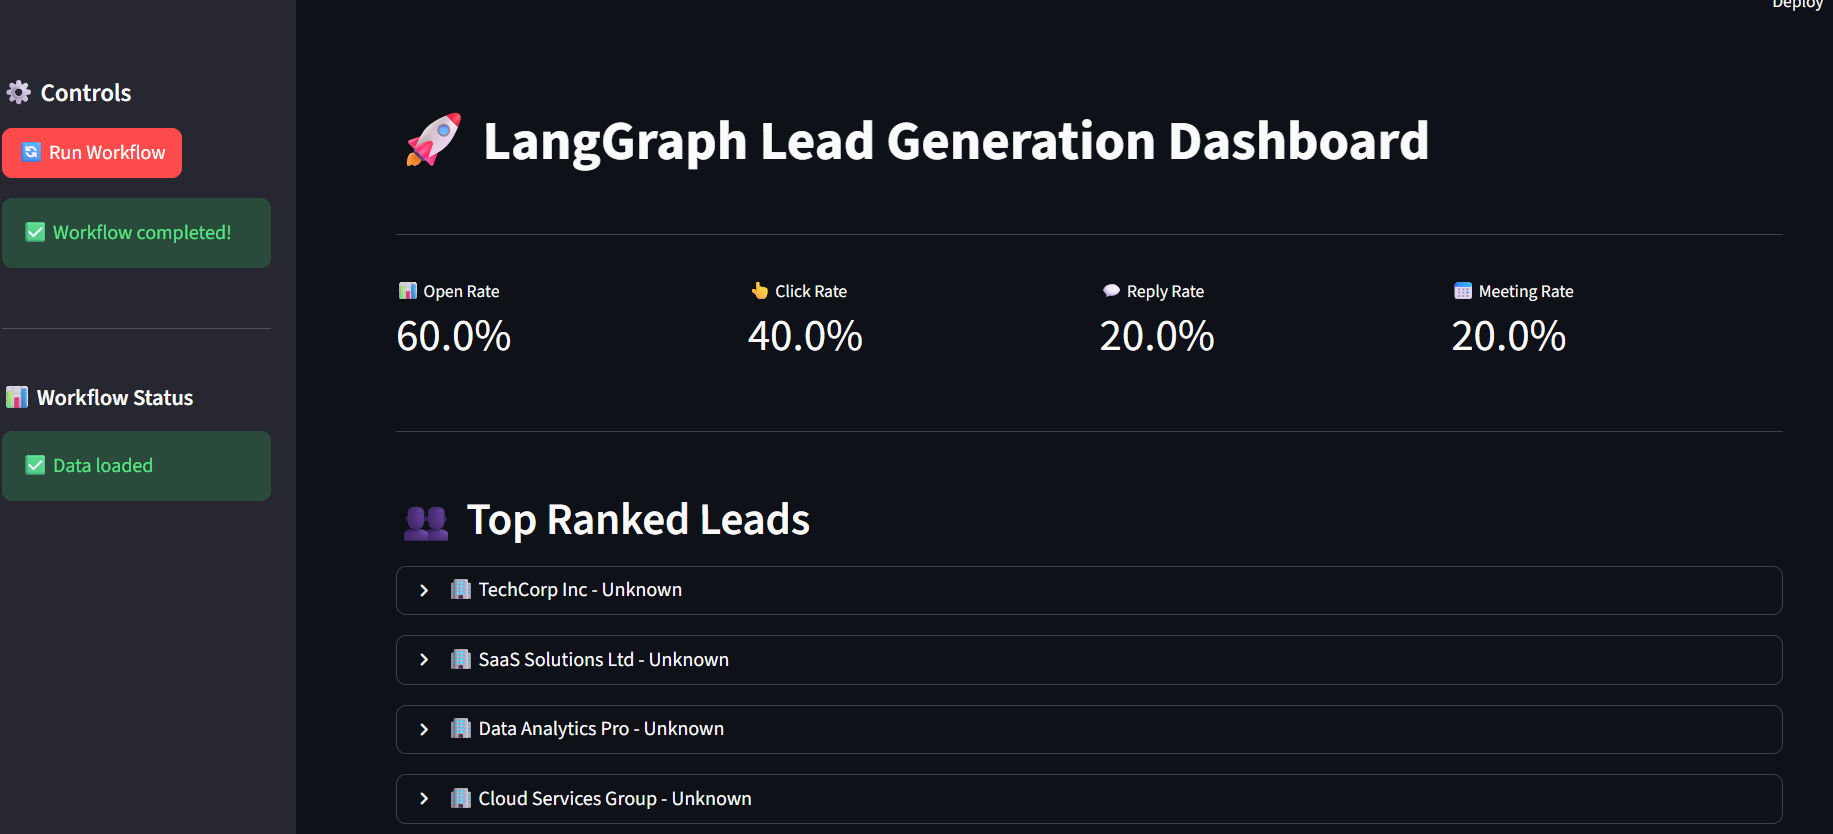 Deploy
Controls
Run Workflow
Workflow completed!
Workflow Status
Data loaded
LangGraph Lead Generation Dashboard
Open Rate
60.0%
Click Rate
40.0%
Reply Rate
20.0%
Meeting Rate
20.0%
Top Ranked Leads
TechCorp Inc - Unknown
SaaS Solutions Ltd - Unknown
Data Analytics Pro - Unknown
Cloud Services Group - Unknown